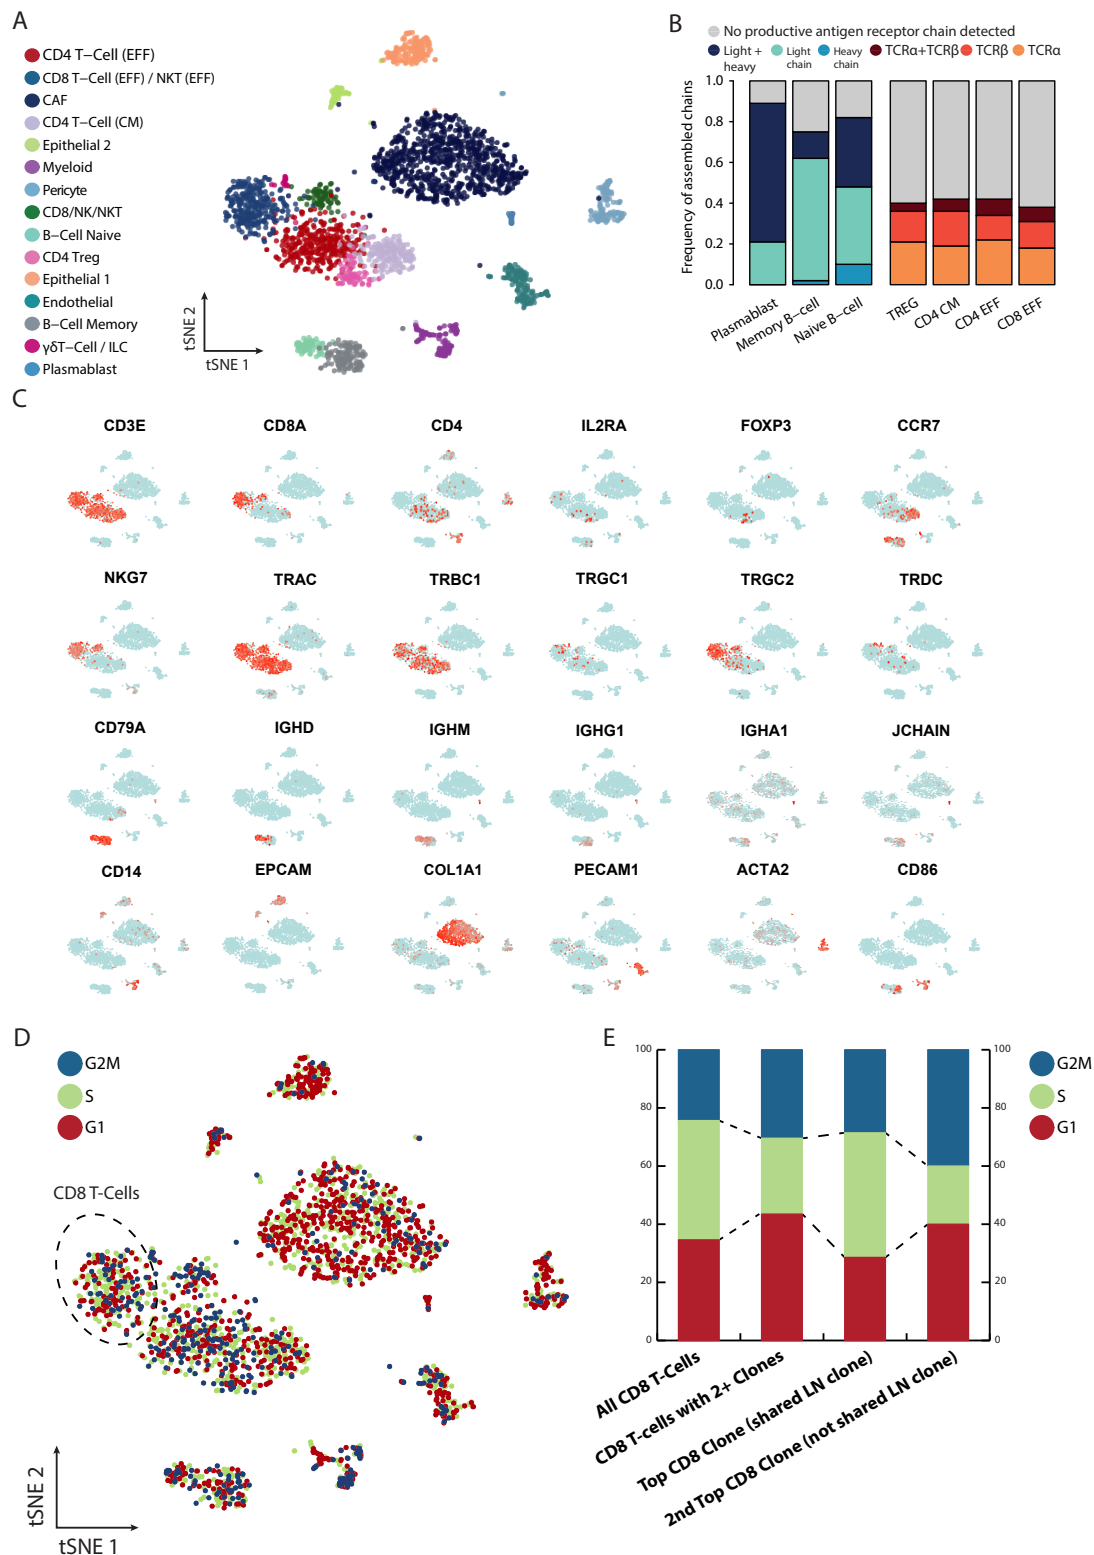 A
CD4 T−Cell (EFF)
CD8 T−Cell (EFF) / NKT (EFF)
CAF
CD4 T−Cell (CM)
Epithelial 2
Myeloid
Pericyte
CD8/NK/NKT
B−Cell Naive
CD4 Treg
Epithelial 1
Endothelial
B−Cell Memory
γδT−Cell / ILC
Plasmablast
tSNE 2
tSNE 1
B
No productive antigen receptor chain detected
Light + heavy
Light chain
Heavy chain
TCRα+TCRβ
TCRβ
TCRα
Frequency of assembled chains
1.0
0.8
0.6
0.4
0.2
0.0
Plasmablast
Memory B−cell
Naive B−cell
TREG
CD4 CM
CD4 EFF
CD8 EFF
C
CD3E CD8A CD4 IL2RA FOXP3 CCR7
NKG7 TRAC TRBC1 TRGC1 TRGC2 TRDC
CD79A IGHD IGHM IGHG1 IGHA1 JCHAIN
CD14 EPCAM COL1A1 PECAM1 ACTA2 CD86
D
G2M
S
G1
CD8 T-Cells
tSNE 2
tSNE 1
E
100
80
60
40
20
0
100
80
60
40
20
0
G2M
S
G1
All CD8 T-Cells
CD8 T-cells with 2+ Clones
Top CD8 Clone (shared LN clone)
2nd Top CD8 Clone (not shared LN clone)